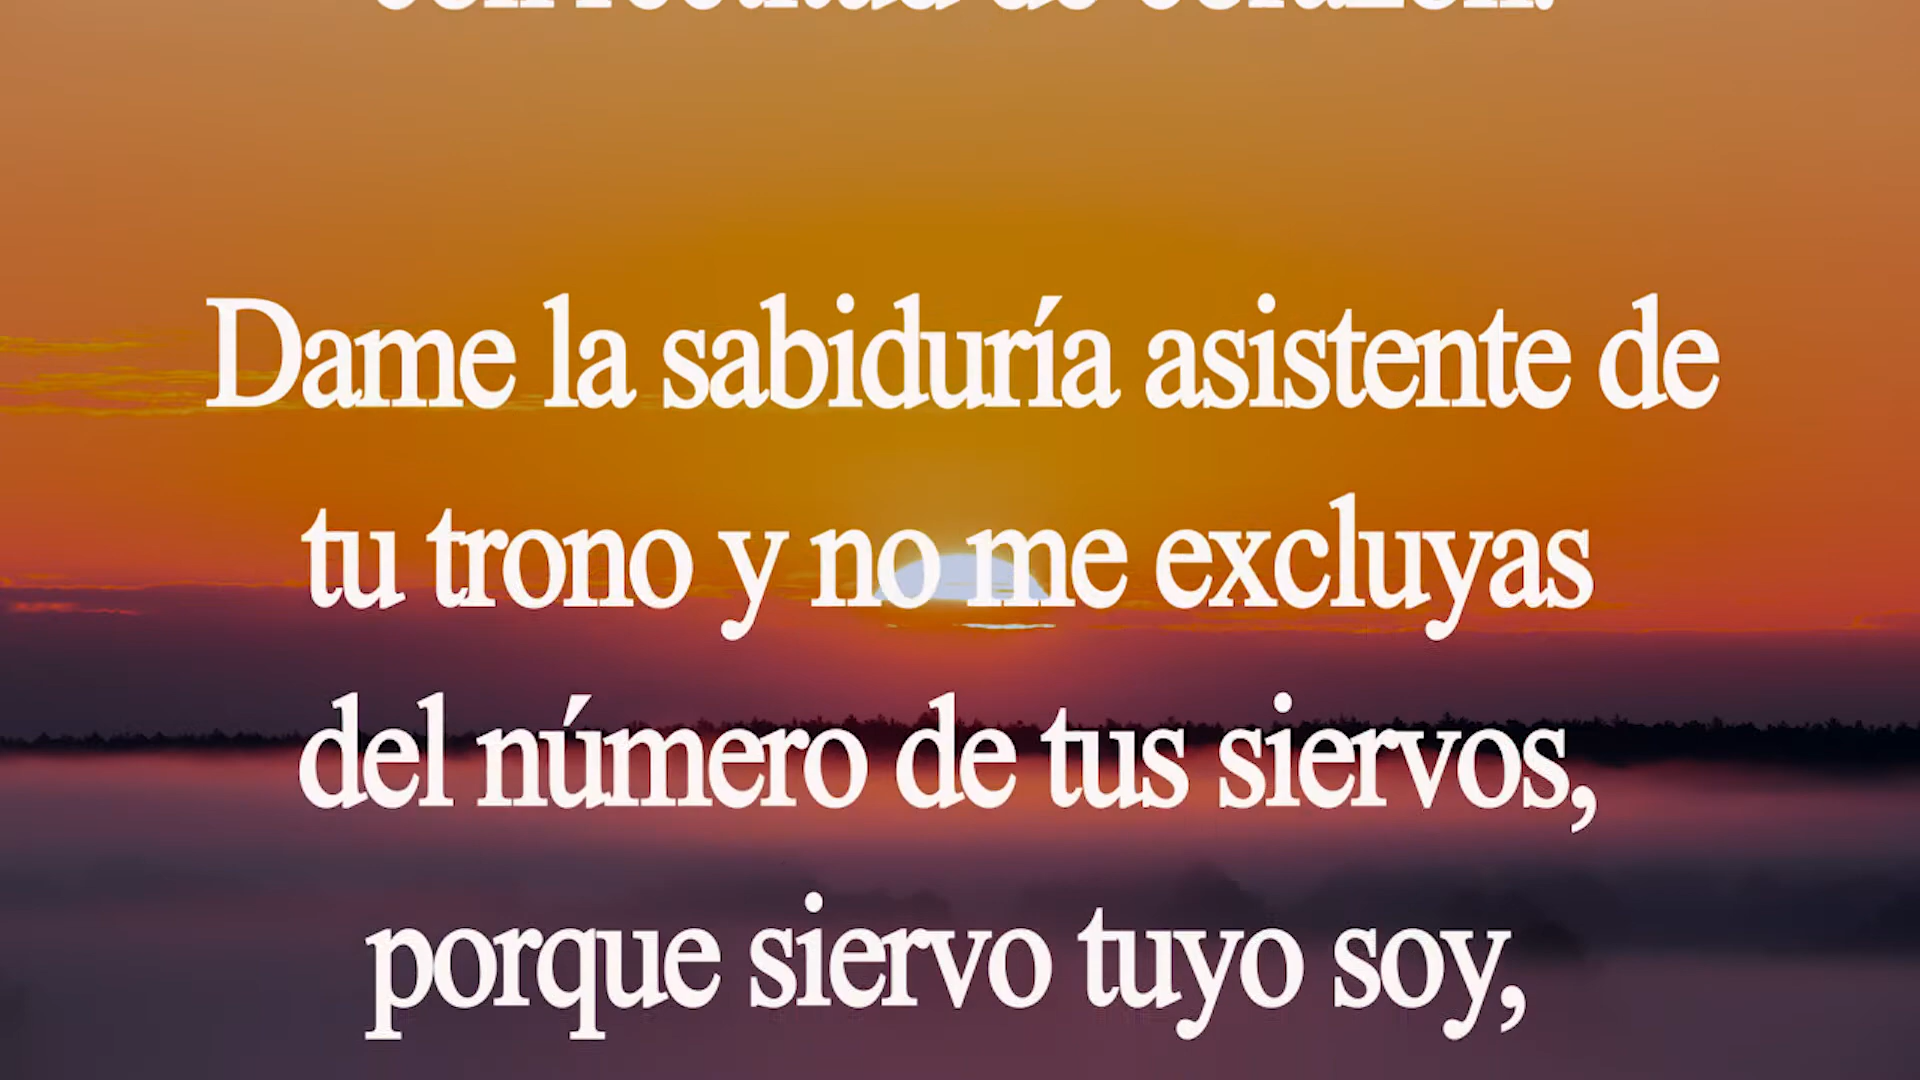 Dame la sabiduría asistente de
tu trono y no me excluyas
del número de tus siervos,
porque siervo tuyo soy,